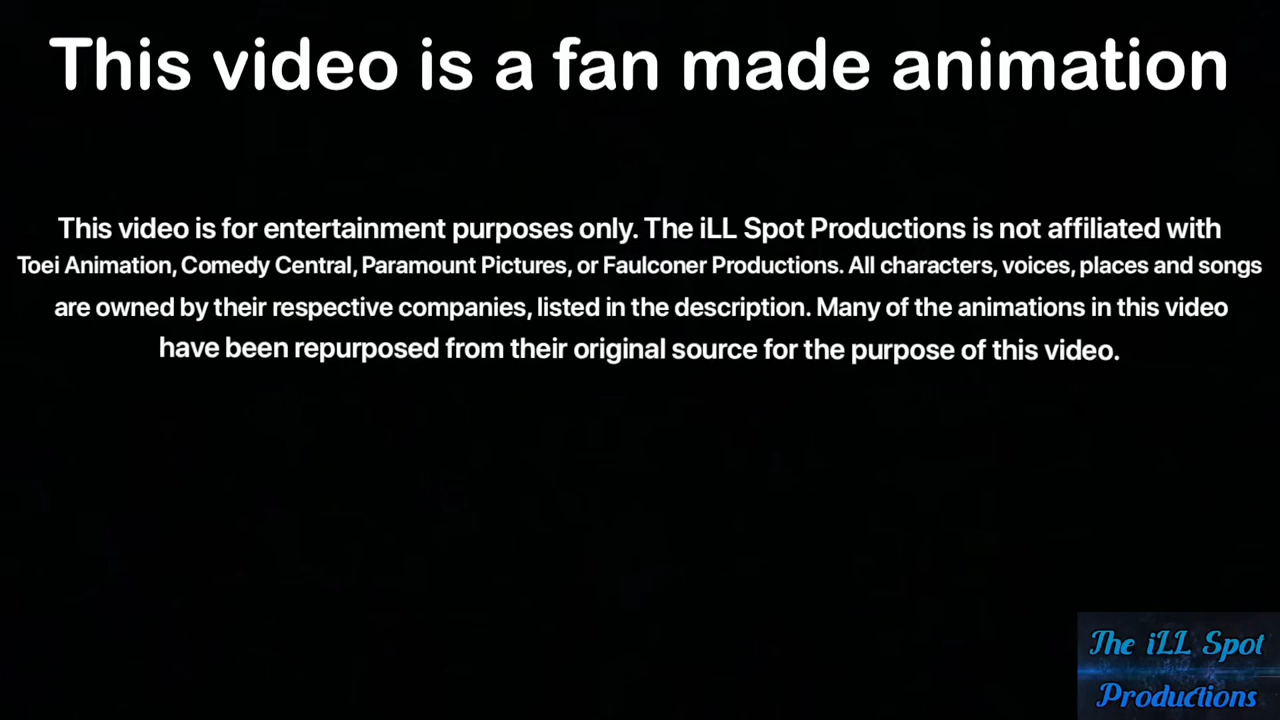 This video is a fan made animation
This video is for entertainment purposes only. The iLL Spot Productions is not affiliated with
Toei Animation, Comedy Central, Paramount Pictures, or Faulconer Productions. All characters, voices, places and songs
are owned by their respective companies, listed in the description. Many of the animations in this video
have been repurposed from their original source for the purpose of this video.
The iLL Spot
Productions